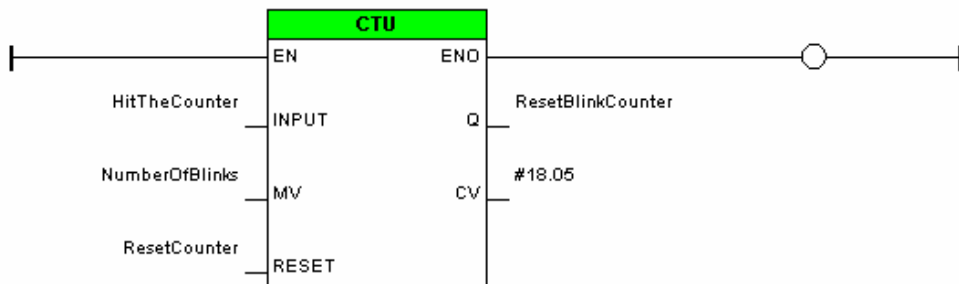 CTU
EN ENO
HitTheCounter ResetBlinkCounter
INPUT Q
NumberOfBlinks #18.05
MV CV
ResetCounter
RESET